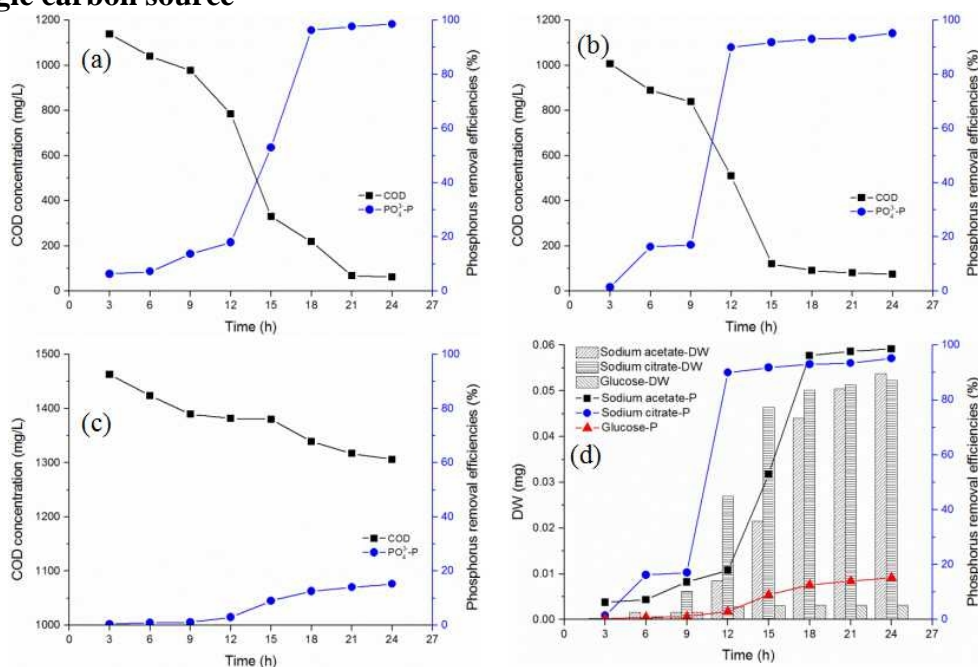 gle carbon source
(a)
COD concentration (mg/L)
1200
1000
800
600
400
200
0
Phosphorus removal efficiencies (%)
100
80
60
40
20
0
COD
PO₄³⁻-P
0 3 6 9 12 15 18 21 24 27
Time (h)
(b)
COD concentration (mg/L)
1200
1000
800
600
400
200
0
Phosphorus removal efficiencies (%)
100
80
60
40
20
0
COD
PO₄³⁻-P
0 3 6 9 12 15 18 21 24 27
Time (h)
(c)
COD concentration (mg/L)
1500
1400
1300
1200
1100
1000
Phosphorus removal efficiencies (%)
100
80
60
40
20
0
COD
PO₄³⁻-P
0 3 6 9 12 15 18 21 24 27
Time (h)
(d)
DW (mg)
0.06
0.05
0.04
0.03
0.02
0.01
0.00
Phosphorus removal efficiencies (%)
100
80
60
40
20
0
Sodium acetate-DW
Sodium citrate-DW
Glucose-DW
Sodium acetate-P
Sodium citrate-P
Glucose-P
0 3 6 9 12 15 18 21 24 27
Time (h)